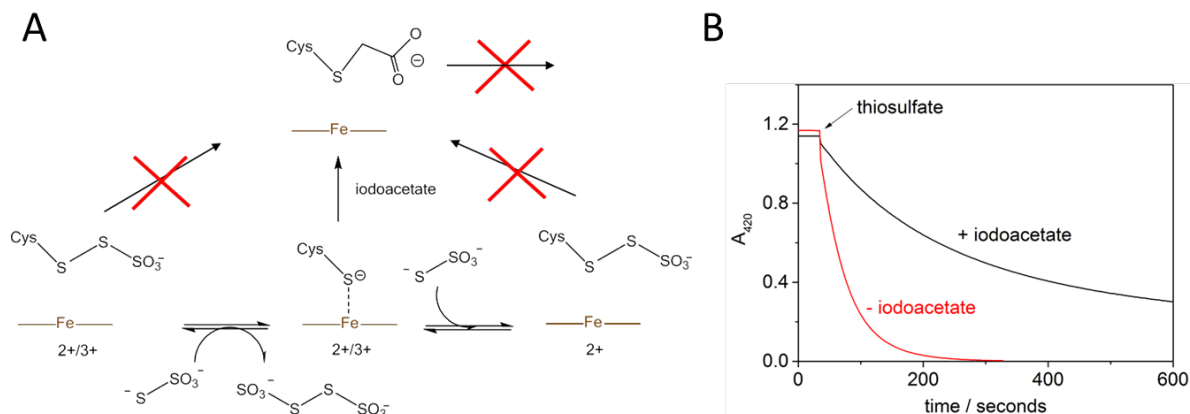 A
B
Cys
S
O
O
⊖
Fe
iodoacetate
Cys
S
S
SO3−
Cys
S⊖
−S
SO3−
Cys
S
S
SO3−
Fe
2+/3+
Fe
2+/3+
Fe
2+
−S
SO3−
SO3−
S
S
SO3−
thiosulfate
+ iodoacetate
- iodoacetate
A420
1.2
0.8
0.4
0.0
0
200
400
600
time / seconds